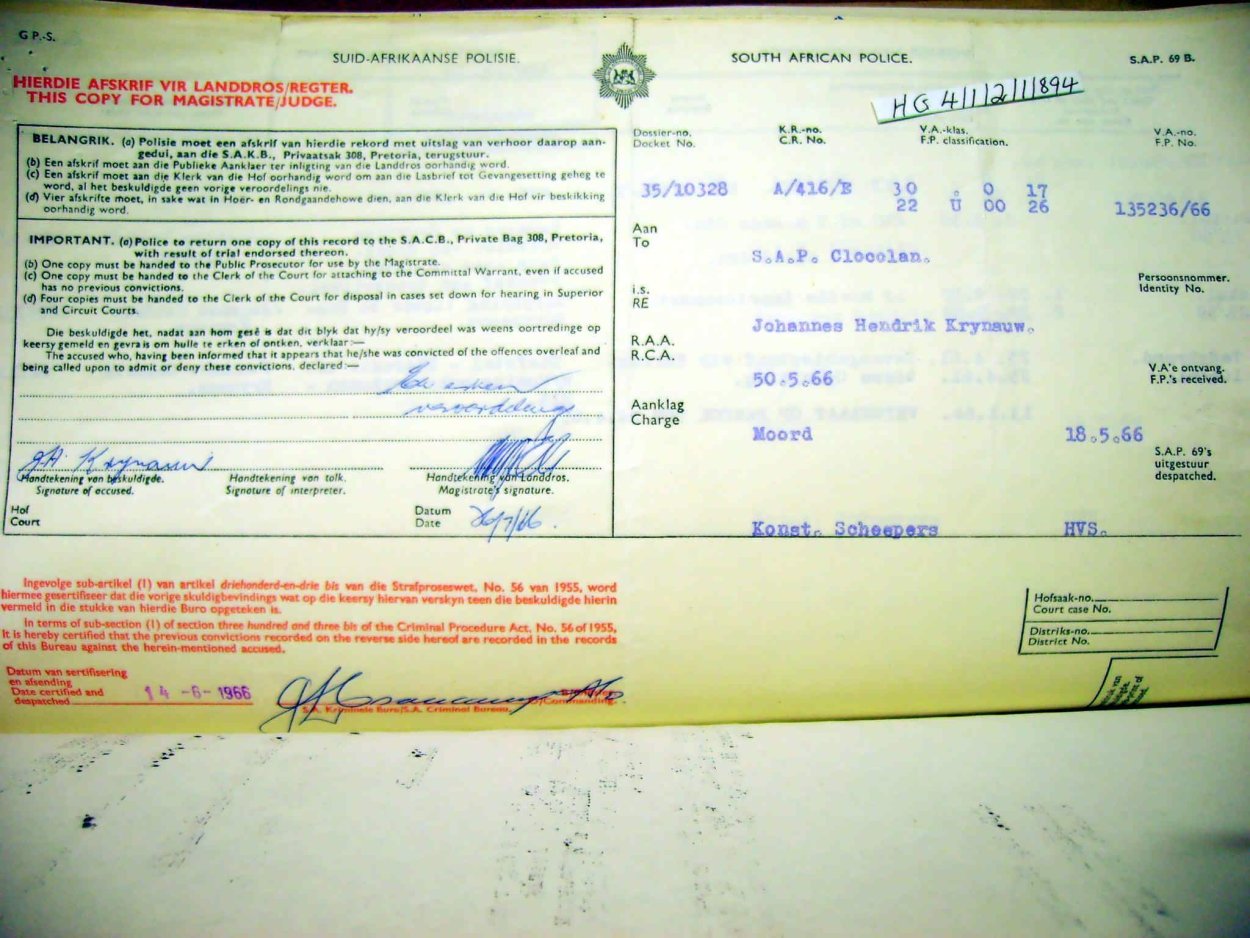 G.P.-S.
SUID-AFRIKAANSE POLISIE.
SOUTH AFRICAN POLICE.
S.A.P. 69 B.
HIERDIE AFSKRIF VIR LANDDROS/REGTER.
THIS COPY FOR MAGISTRATE/JUDGE.
HG 4/1/2/1/1894
BELANGRIK. (a) Polisie moet een afskrif van hierdie rekord met uitslag van verhoor daarop aan-
gedui, aan die S.A.K.B., Privaatsak 308, Pretoria, terugstuur.
(b) Een afskrif moet aan die Publieke Aanklaer ter inligting van die Landdros oorhandig word.
(c) Een afskrif moet aan die Klerk van die Hof oorhandig word om aan die Lasbrief tot Gevangesetting geheg te
word, al het beskuldigde geen vorige veroordelings nie.
(d) Vier afskrifte moet, in sake wat in Hoër- en Rondgaandehowe dien, aan die Klerk van die Hof vir beskikking
oorhandig word.
IMPORTANT. (a) Police to return one copy of this record to the S.A.C.B., Private Bag 308, Pretoria,
with result of trial endorsed thereon.
(b) One copy must be handed to the Public Prosecutor for use by the Magistrate.
(c) One copy must be handed to the Clerk of the Court for attaching to the Committal Warrant, even if accused
has no previous convictions.
(d) Four copies must be handed to the Clerk of the Court for disposal in cases set down for hearing in Superior
and Circuit Courts.
Die beskuldigde het, nadat aan hom gesê is dat dit blyk dat hy/sy veroordeel was weens oortredinge op
keersy gemeld en gevra is om hulle te erken of ontken, verklaar:—
The accused who, having been informed that it appears that he/she was convicted of the offences overleaf and
being called upon to admit or deny these convictions, declared:—
Ek erken
veroordelings
JH Krynauw
Handtekening van beskuldigde.
Signature of accused.
Handtekening van tolk.
Signature of interpreter.
Handtekening van Landdros.
Magistrate's signature.
Hof
Court
Datum
Date
26/7/66.
Dossier-no.
Docket No.
K.R.-no.
C.R. No.
V.A.-klas.
F.P. classification.
V.A.-no.
F.P. No.
35/10328 A/416/E 30 . 0 17
22 U 00 26 135236/66
Aan
To
S.A.P. Clocolan.
Persoonsnommer.
Identity No.
i.s.
RE
Johannes Hendrik Krynauw.
R.A.A.
R.C.A.
50.5.66
V.A'e ontvang.
F.P.'s received.
Aanklag
Charge
Moord 18.5.66
S.A.P. 69's
uitgestuur
despatched.
Konst. Scheepers HVS.
Ingevolge sub-artikel (1) van artikel driehonderd-en-drie bis van die Strafproseswet, No. 56 van 1955, word
hiermee gesertifiseer dat die vorige skuldigbevindings wat op die keersy hiervan verskyn teen die beskuldigde hierin
vermeld in die stukke van hierdie Buro opgeteken is.
In terms of sub-section (1) of section three hundred and three bis of the Criminal Procedure Act, No. 56 of 1955,
it is hereby certified that the previous convictions recorded on the reverse side hereof are recorded in the records
of this Bureau against the herein-mentioned accused.
Datum van sertifisering
en afsending
Date certified and
despatched
14 -6- 1966
S.A. Kriminele Buro/S.A. Criminal Bureau,
Hofsaak-no.
Court case No.
Distriks-no.
District No.